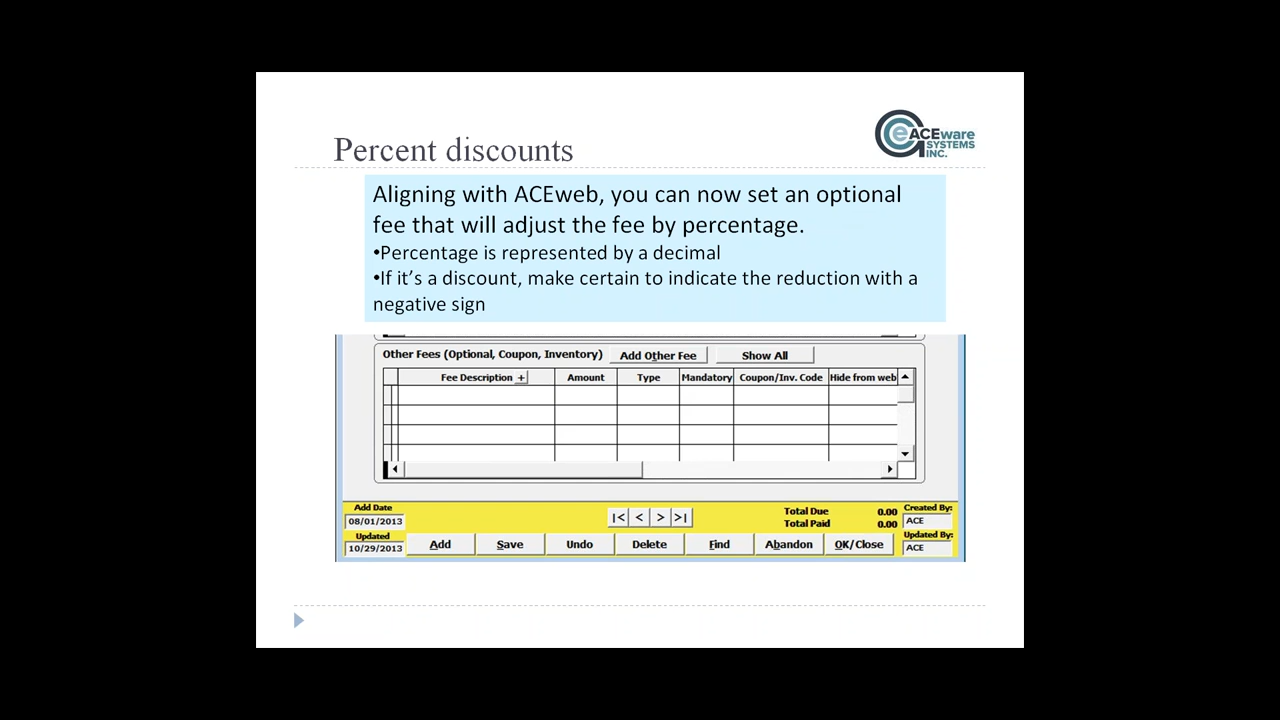 Percent discounts
ACEware
SYSTEMS
INC.
Aligning with ACEweb, you can now set an optional
fee that will adjust the fee by percentage.
•Percentage is represented by a decimal
•If it’s a discount, make certain to indicate the reduction with a
negative sign
Other Fees (Optional, Coupon, Inventory) Add Other Fee Show All
Fee Description + Amount Type Mandatory Coupon/Inv. Code Hide from web
Add Date
08/01/2013
Updated
10/29/2013
|< < > >|
Total Due 0.00
Total Paid 0.00
Created By:
ACE
Updated By:
ACE
Add Save Undo Delete Find Abandon OK/Close